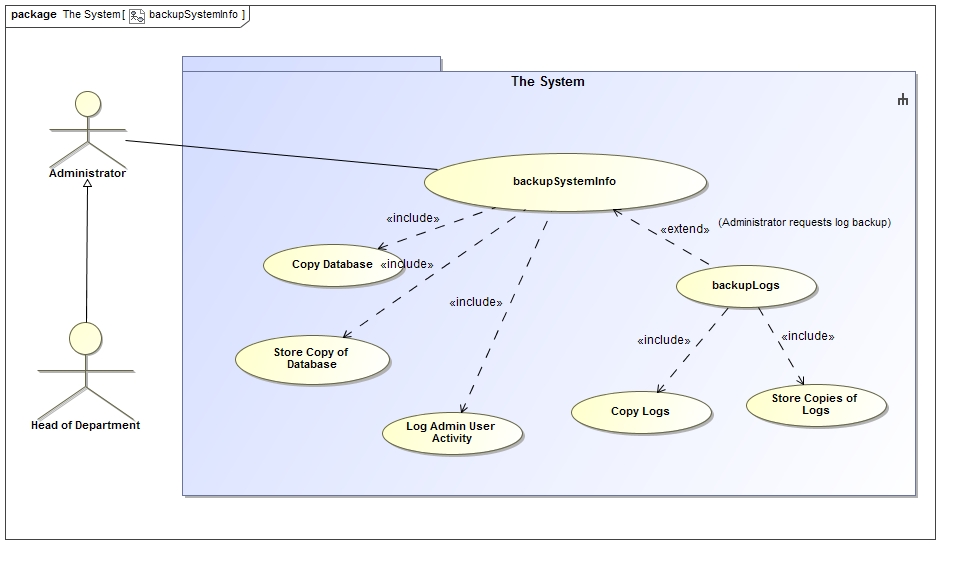 package The System[ backupSystemInfo ]
The System
Administrator
backupSystemInfo
«include»
«extend»
(Administrator requests log backup)
Copy Database
«include»
backupLogs
«include»
«include»
«include»
Store Copy of
Database
Head of Department
Log Admin User
Activity
Copy Logs
Store Copies of
Logs